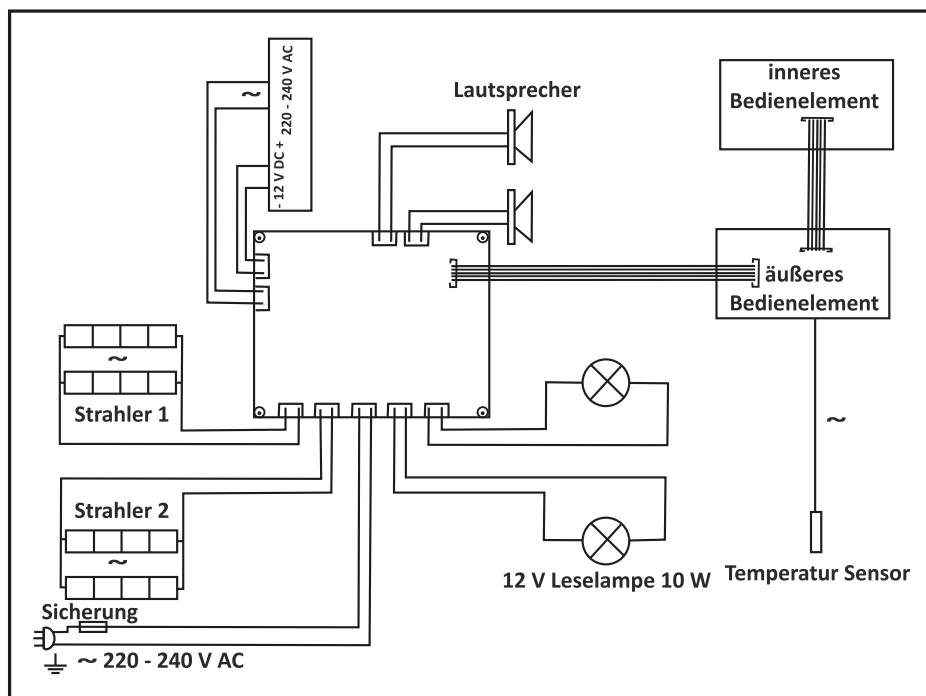 - 12 V DC + 220 - 240 V AC
~
Lautsprecher
inneres
Bedienelement
äußeres
Bedienelement
~
Strahler 1
~
Strahler 2
~
12 V Leselampe 10 W
Temperatur Sensor
Sicherung
~ 220 - 240 V AC